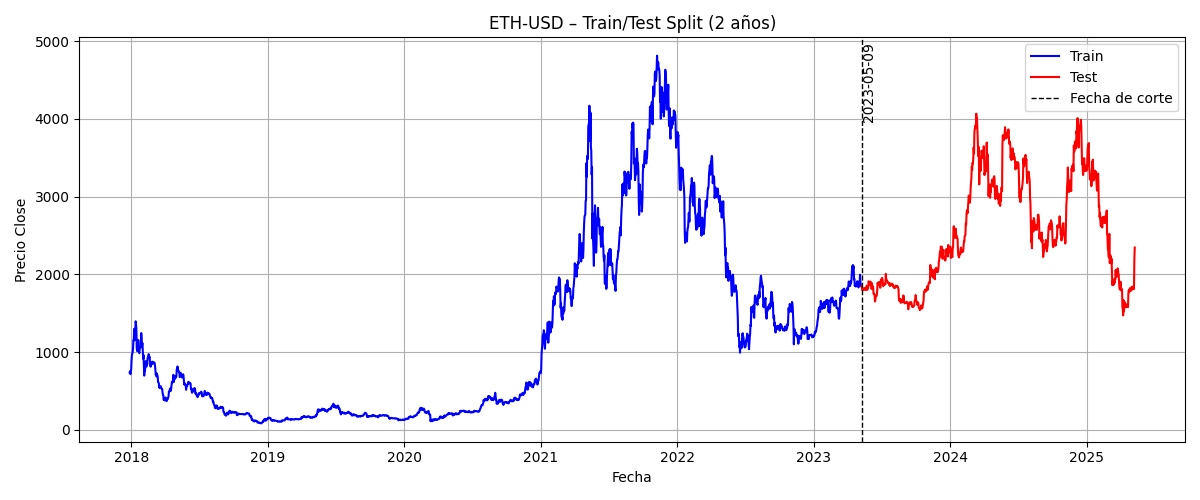 ETH-USD – Train/Test Split (2 años)
Precio Close
5000
4000
3000
2000
1000
0
2023-05-09
Train
Test
Fecha de corte
2018
2019
2020
2021
2022
2023
2024
2025
Fecha